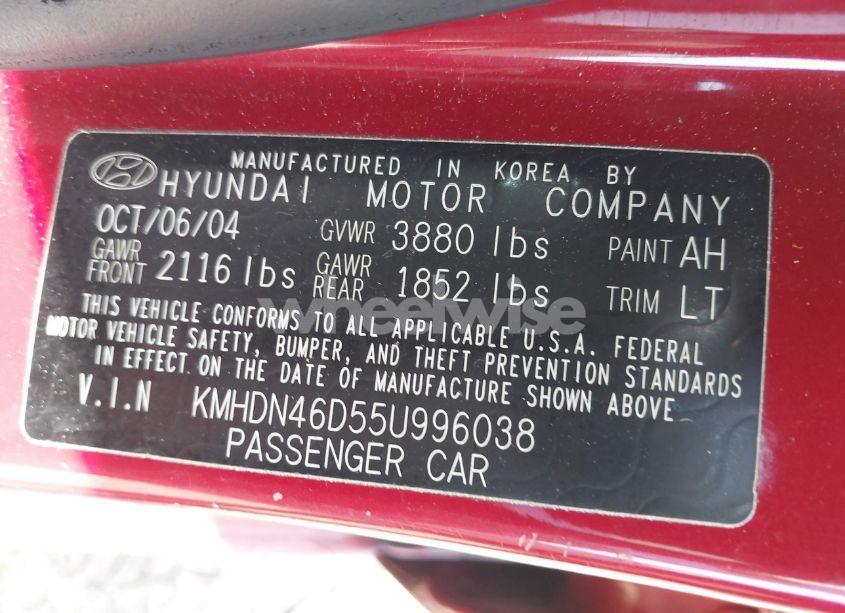 MANUFACTURED IN KOREA BY
HYUNDAI MOTOR COMPANY
OCT/06/04 GVWR 3880 lbs PAINT AH
GAWR FRONT 2116 lbs GAWR REAR 1852 lbs TRIM LT
THIS VEHICLE CONFORMS TO ALL APPLICABLE U.S.A. FEDERAL
MOTOR VEHICLE SAFETY, BUMPER, AND THEFT PREVENTION STANDARDS
IN EFFECT ON THE DATE OF MANUFACTURE SHOWN ABOVE
V.I.N KMHDN46D55U996038
PASSENGER CAR
wheelwise